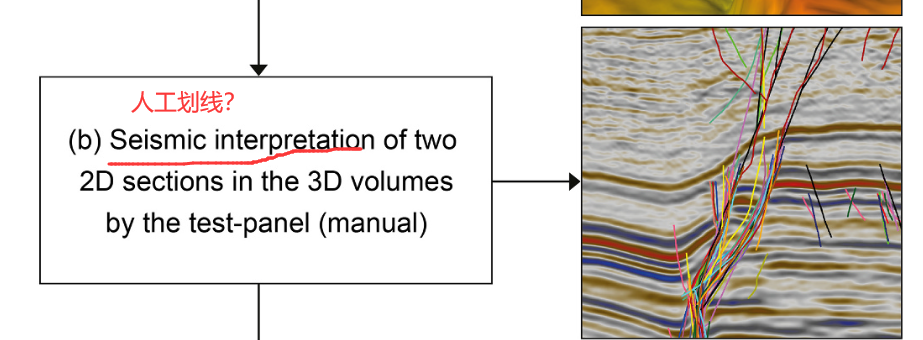 人工划线?
(b) Seismic interpretation of two
2D sections in the 3D volumes
by the test-panel (manual)